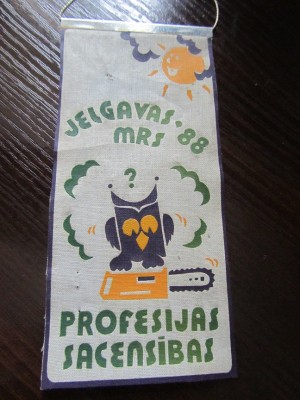 JELGAVAS·88
MRS
?
PROFESIJAS
SACENSĪBAS